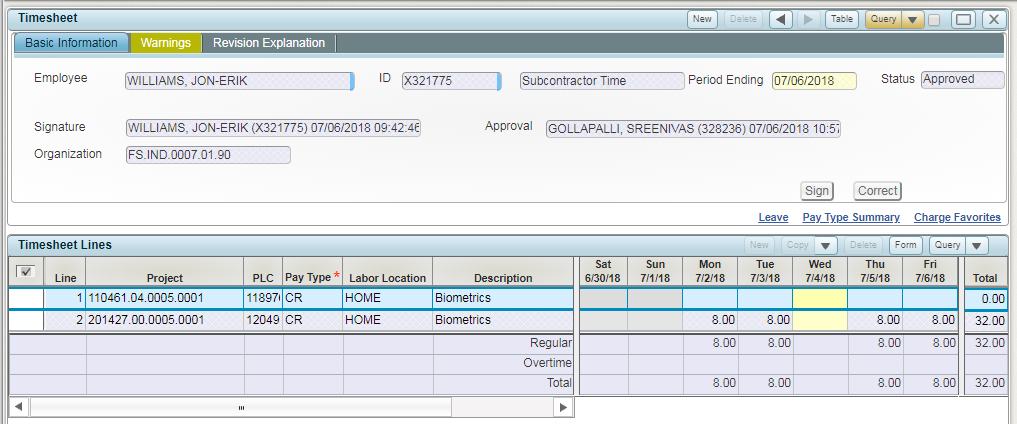 Timesheet New Delete Table Query
Basic Information Warnings Revision Explanation
Employee WILLIAMS, JON-ERIK ID X321775 Subcontractor Time Period Ending 07/06/2018 Status Approved
Signature WILLIAMS, JON-ERIK (X321775) 07/06/2018 09:42:46 Approval GOLLAPALLI, SREENIVAS (328236) 07/06/2018 10:57
Organization FS.IND.0007.01.90
Sign Correct
Leave Pay Type Summary Charge Favorites
Timesheet Lines New Copy Delete Form Query
Line Project PLC Pay Type * Labor Location Description Sat 6/30/18 Sun 7/1/18 Mon 7/2/18 Tue 7/3/18 Wed 7/4/18 Thu 7/5/18 Fri 7/6/18 Total
1 110461.04.0005.0001 11897 CR HOME Biometrics 0.00
2 201427.00.0005.0001 12049 CR HOME Biometrics 8.00 8.00 8.00 8.00 32.00
Regular 8.00 8.00 8.00 8.00 32.00
Overtime
Total 8.00 8.00 8.00 8.00 32.00